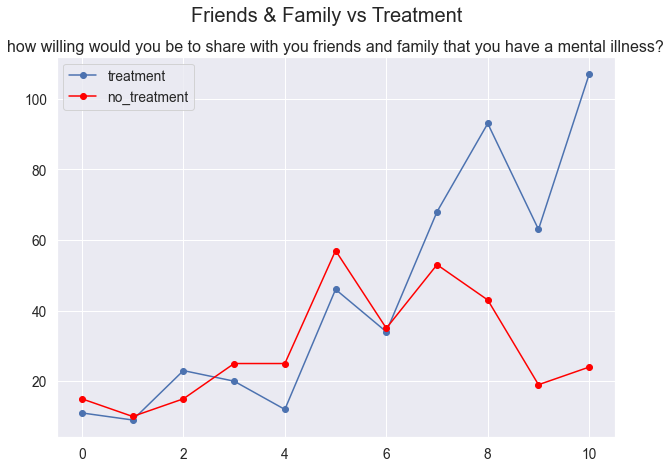 Friends & Family vs Treatment
how willing would you be to share with you friends and family that you have a mental illness?
treatment
no_treatment
100
80
60
40
20
0 2 4 6 8 10